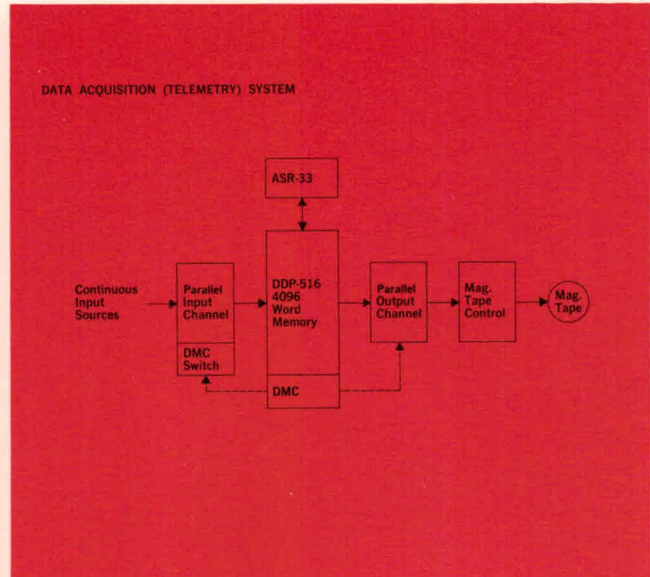 DATA ACQUISITION (TELEMETRY) SYSTEM
ASR-33
Continuous
Input
Sources
Parallel
Input
Channel
DMC
Switch
DDP-516
4096
Word
Memory
DMC
Parallel
Output
Channel
Mag.
Tape
Control
Mag.
Tape